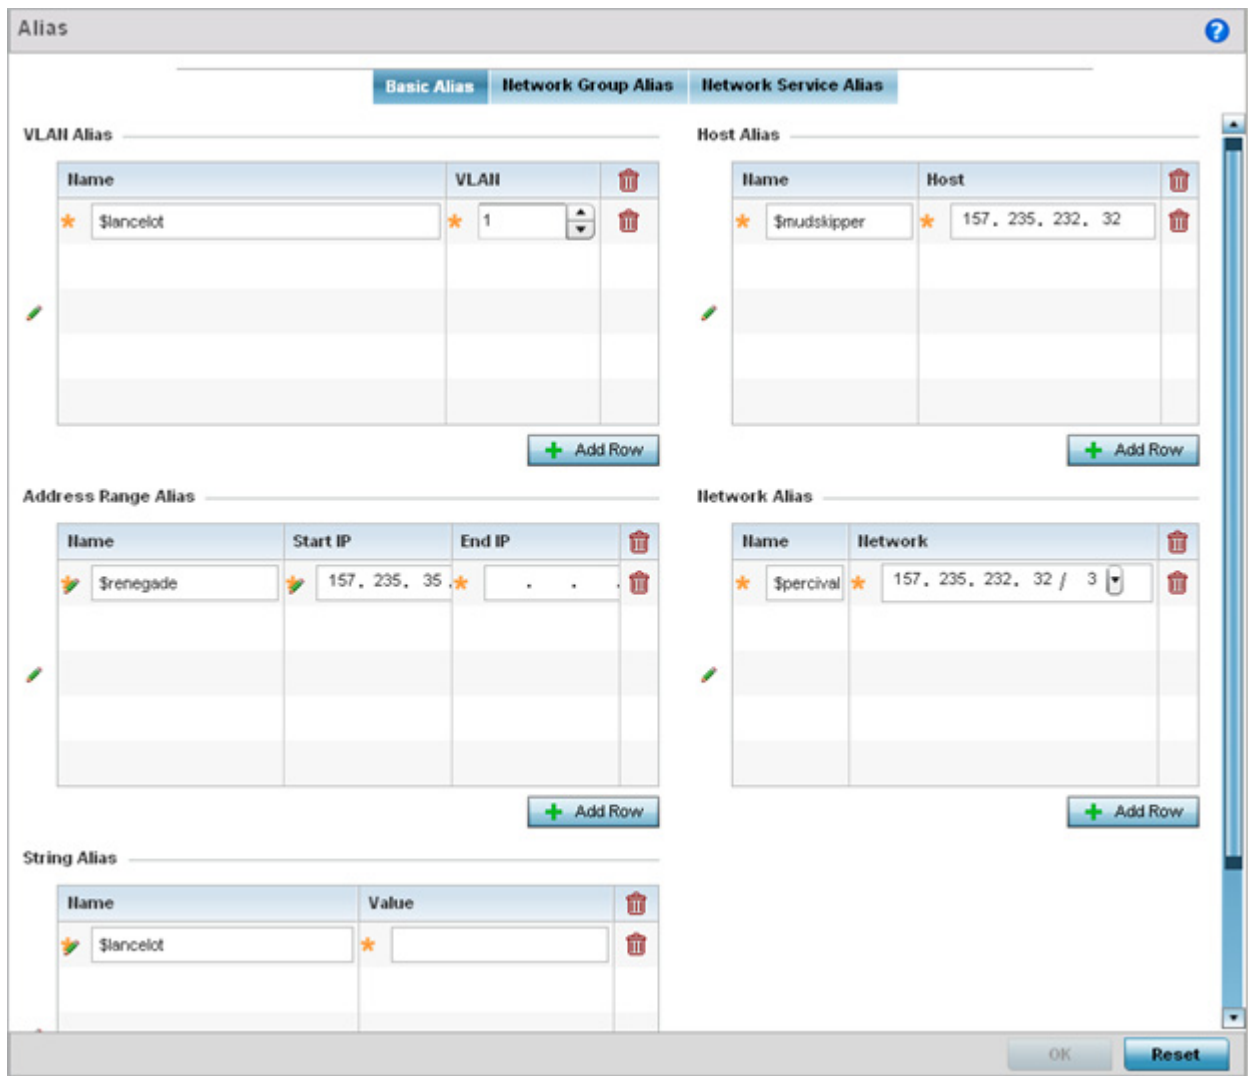 Alias
?
Basic Alias Network Group Alias Network Service Alias
VLAN Alias
Name VLAN
* $lancelot * 1
+ Add Row
Host Alias
Name Host
* $mudskipper * 157. 235. 232. 32
+ Add Row
Address Range Alias
Name Start IP End IP
$renegade 157. 235. 35 . * . . .
+ Add Row
Network Alias
Name Network
* $percival * 157. 235. 232. 32 / 3
+ Add Row
String Alias
Name Value
$lancelot *
OK Reset